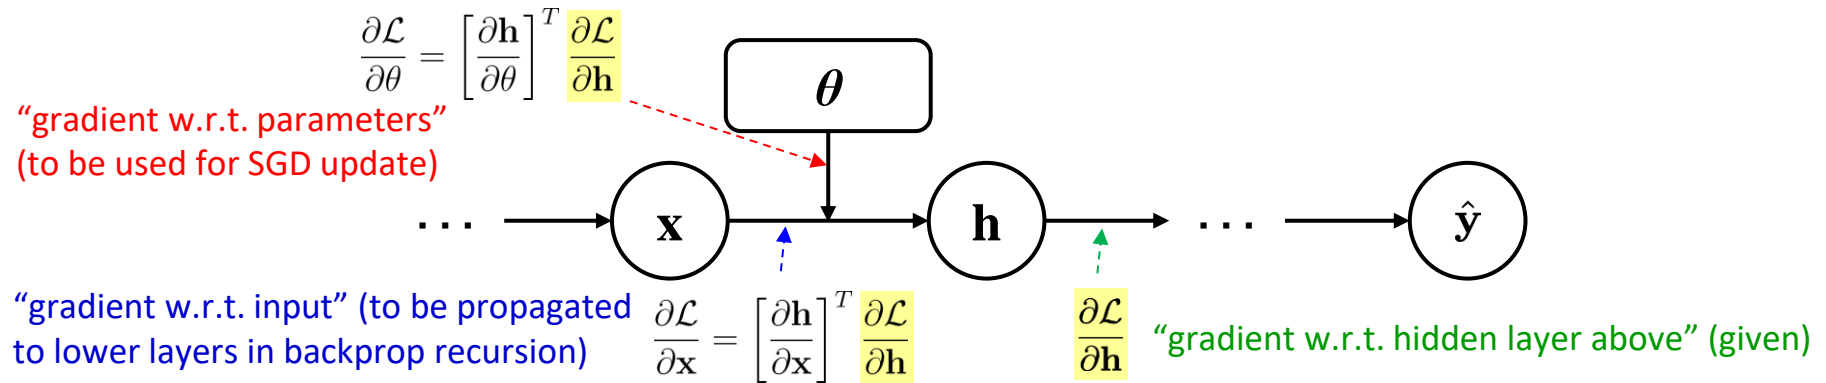 ∂ℒ/∂θ = [∂𝐡/∂θ]^T ∂ℒ/∂𝐡
θ
“gradient w.r.t. parameters”
(to be used for SGD update)
. . .
x
h
. . .
ŷ
“gradient w.r.t. input” (to be propagated
to lower layers in backprop recursion)
∂ℒ/∂𝐱 = [∂𝐡/∂𝐱]^T ∂ℒ/∂𝐡
∂ℒ/∂𝐡
“gradient w.r.t. hidden layer above” (given)